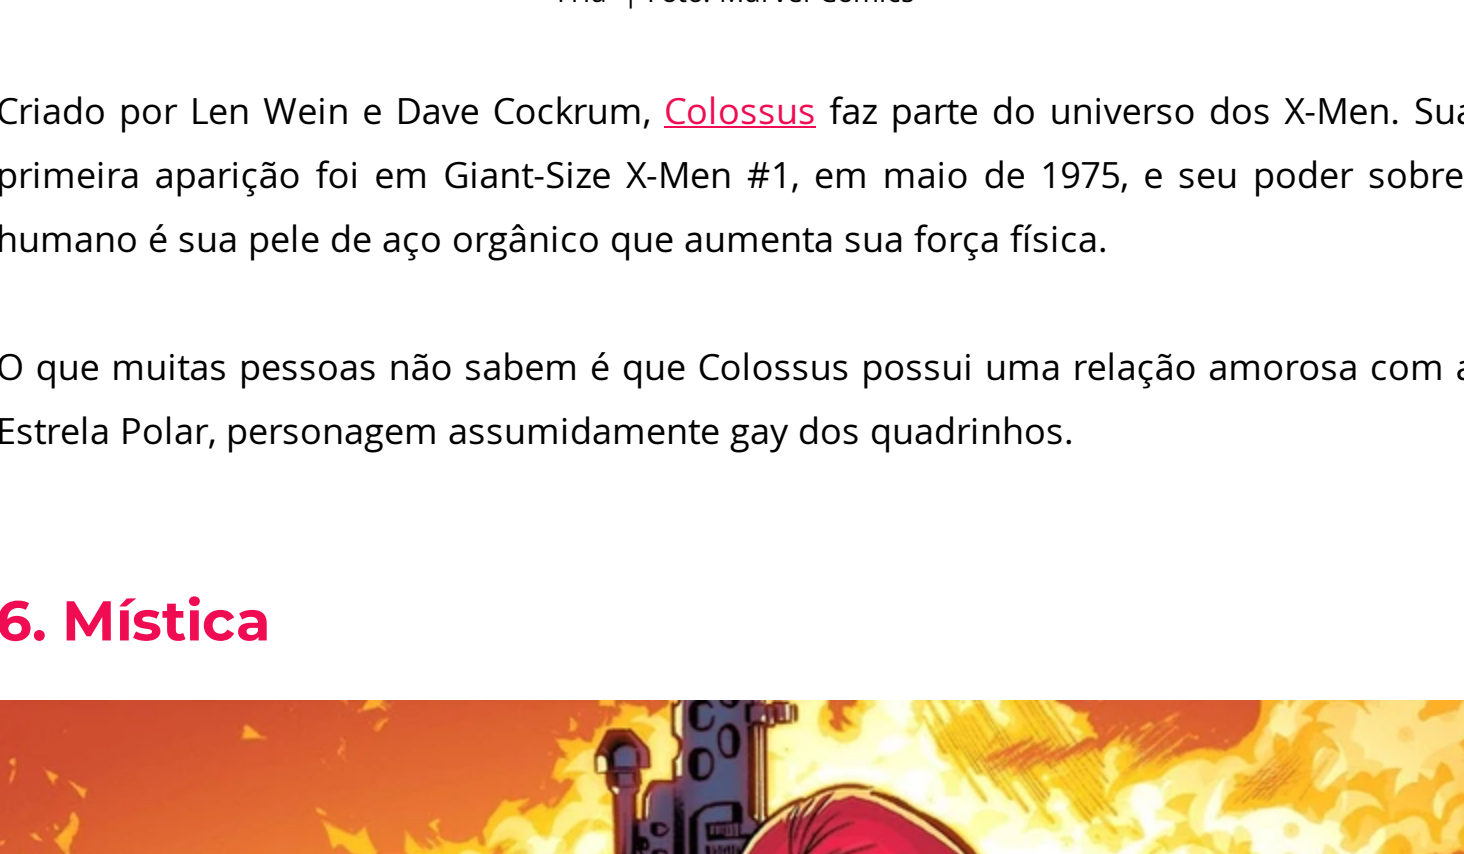 Criado por Len Wein e Dave Cockrum, Colossus faz parte do universo dos X-Men. Sua
primeira aparição foi em Giant-Size X-Men #1, em maio de 1975, e seu poder sobre
humano é sua pele de aço orgânico que aumenta sua força física.
O que muitas pessoas não sabem é que Colossus possui uma relação amorosa com a
Estrela Polar, personagem assumidamente gay dos quadrinhos.
6. Mística